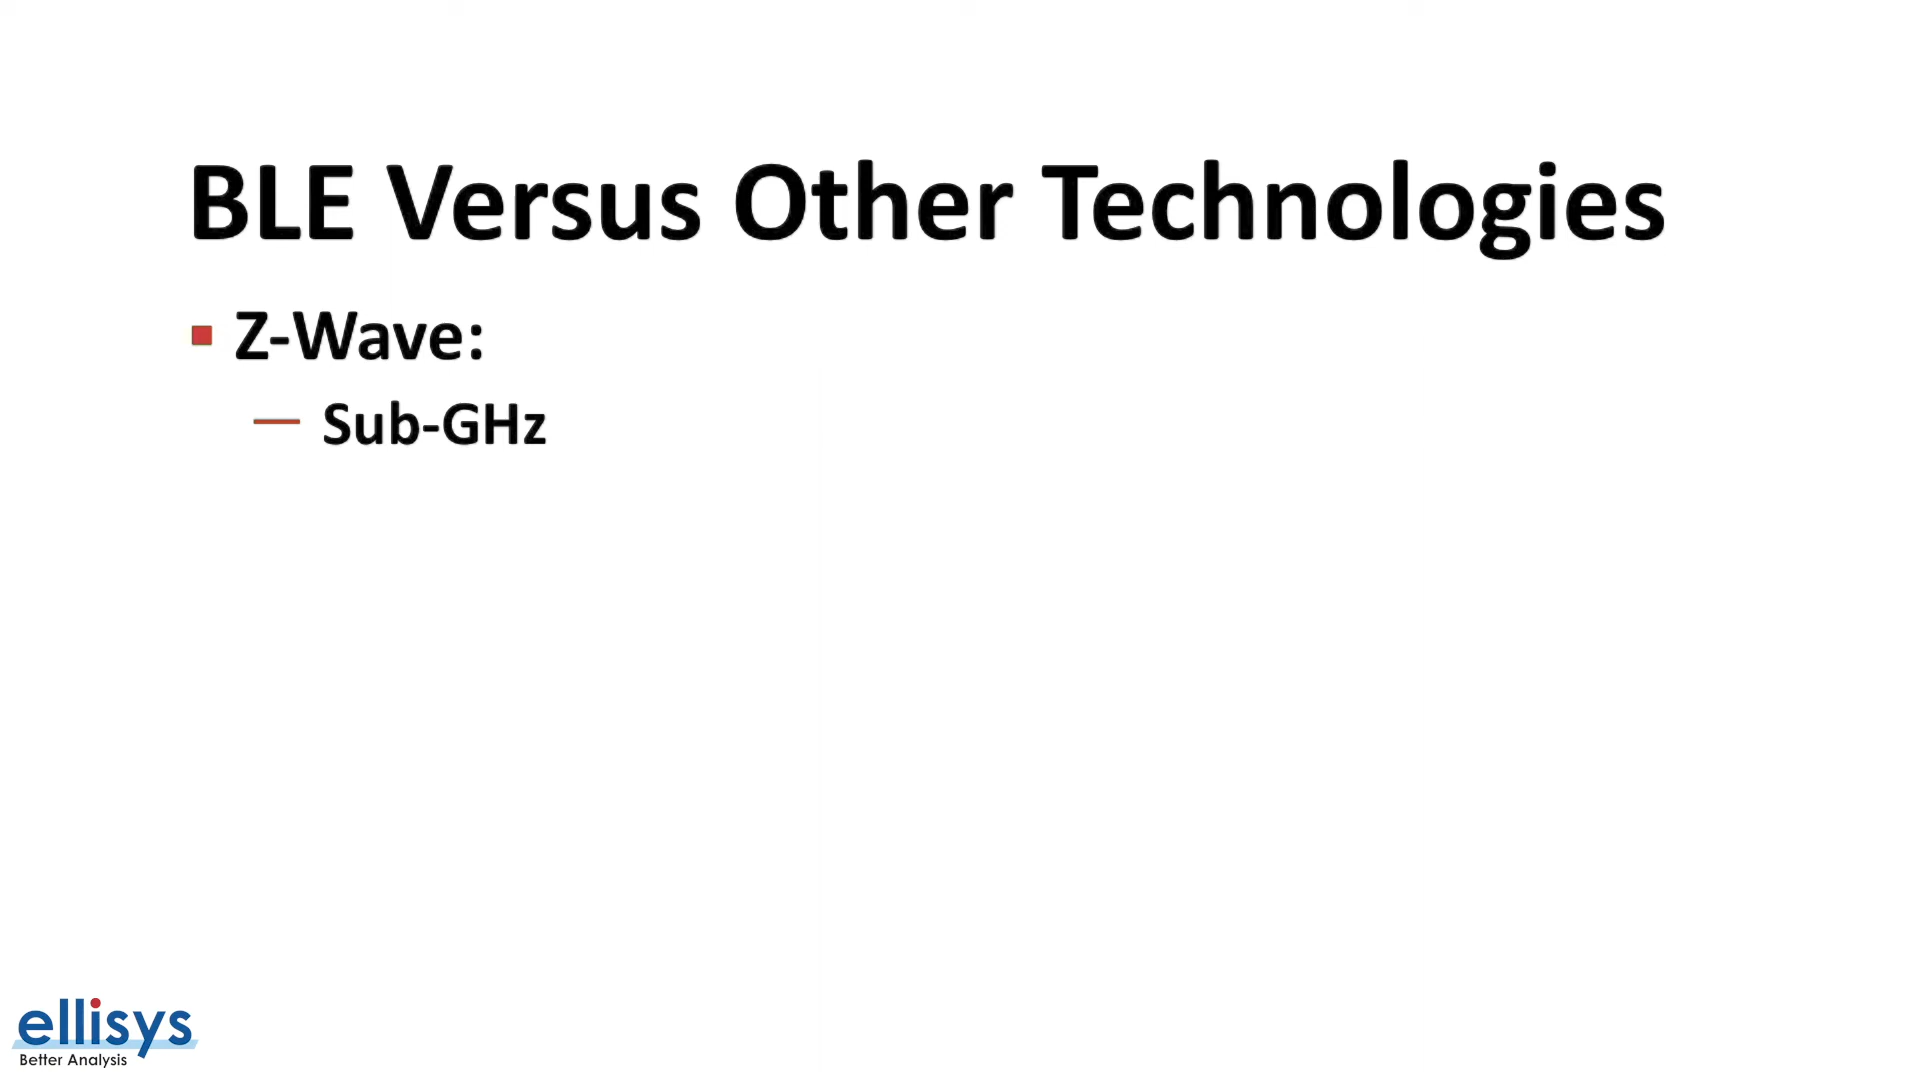 BLE Versus Other Technologies
Z-Wave:
Sub-GHz
ellisys
Better Analysis